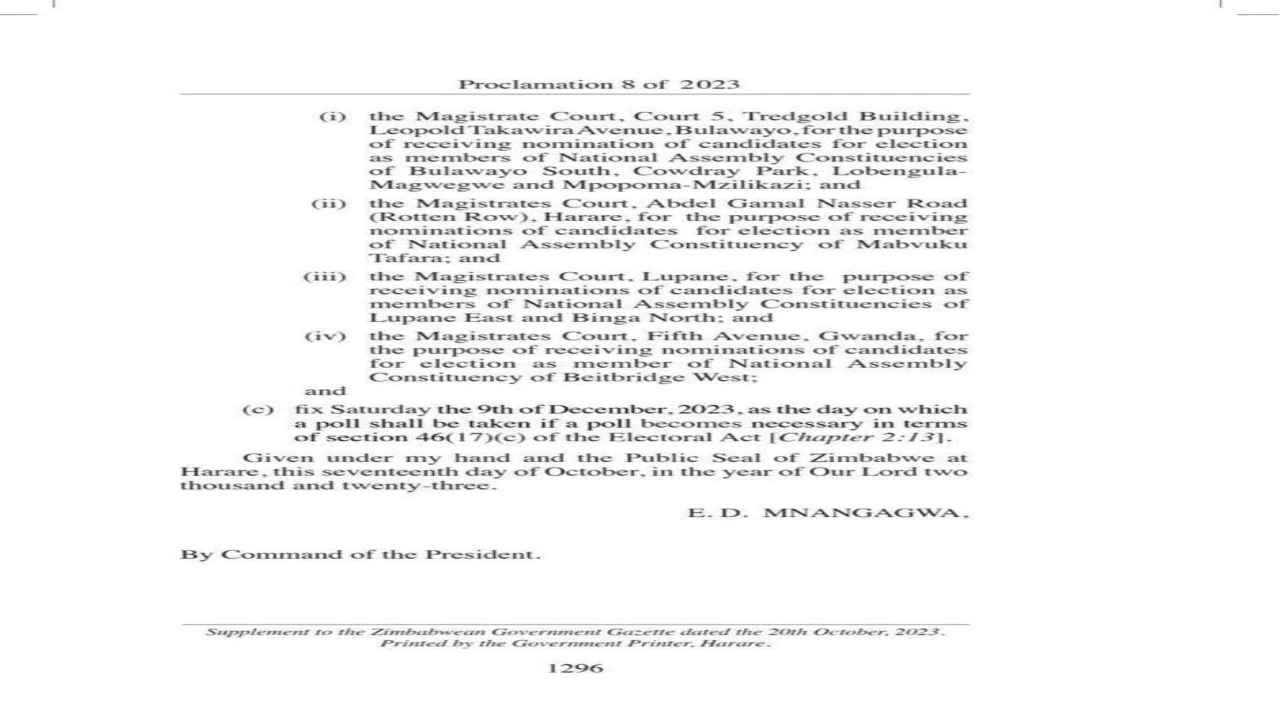 Proclamation 8 of 2023
(i) the Magistrate Court, Court 5, Tredgold Building,
Leopold Takawira Avenue, Bulawayo, for the purpose
of receiving nomination of candidates for election
as members of National Assembly Constituencies
of Bulawayo South, Cowdray Park, Lobengula-
Magwegwe and Mpopoma-Mzilikazi; and
(ii) the Magistrates Court, Abdel Gamal Nasser Road
(Rotten Row), Harare, for the purpose of receiving
nominations of candidates for election as member
of National Assembly Constituency of Mabvuku
Tafara; and
(iii) the Magistrates Court, Lupane, for the purpose of
receiving nominations of candidates for election as
members of National Assembly Constituencies of
Lupane East and Binga North; and
(iv) the Magistrates Court, Fifth Avenue, Gwanda, for
the purpose of receiving nominations of candidates
for election as member of National Assembly
Constituency of Beitbridge West;
and
(c) fix Saturday the 9th of December, 2023, as the day on which
a poll shall be taken if a poll becomes necessary in terms
of section 46(17)(c) of the Electoral Act [Chapter 2:13].
Given under my hand and the Public Seal of Zimbabwe at
Harare, this seventeenth day of October, in the year of Our Lord two
thousand and twenty-three.
E. D. MNANGAGWA,
By Command of the President.
Supplement to the Zimbabwean Government Gazette dated the 20th October, 2023.
Printed by the Government Printer, Harare.
1296